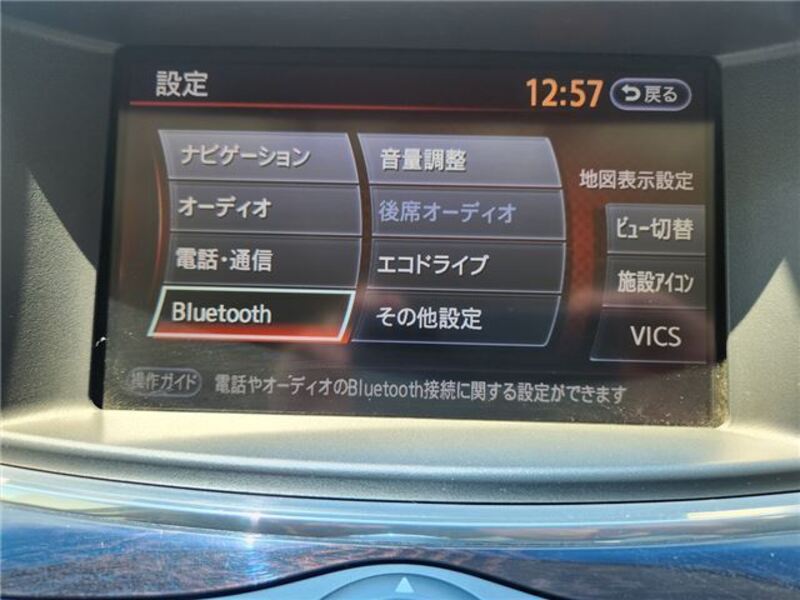 設定
12:57
戻る
ナビゲーション
音量調整
オーディオ
後席オーディオ
電話・通信
エコドライブ
Bluetooth
その他設定
地図表示設定
ビュー切替
施設アイコン
VICS
操作ガイド 電話やオーディオのBluetooth接続に関する設定ができます